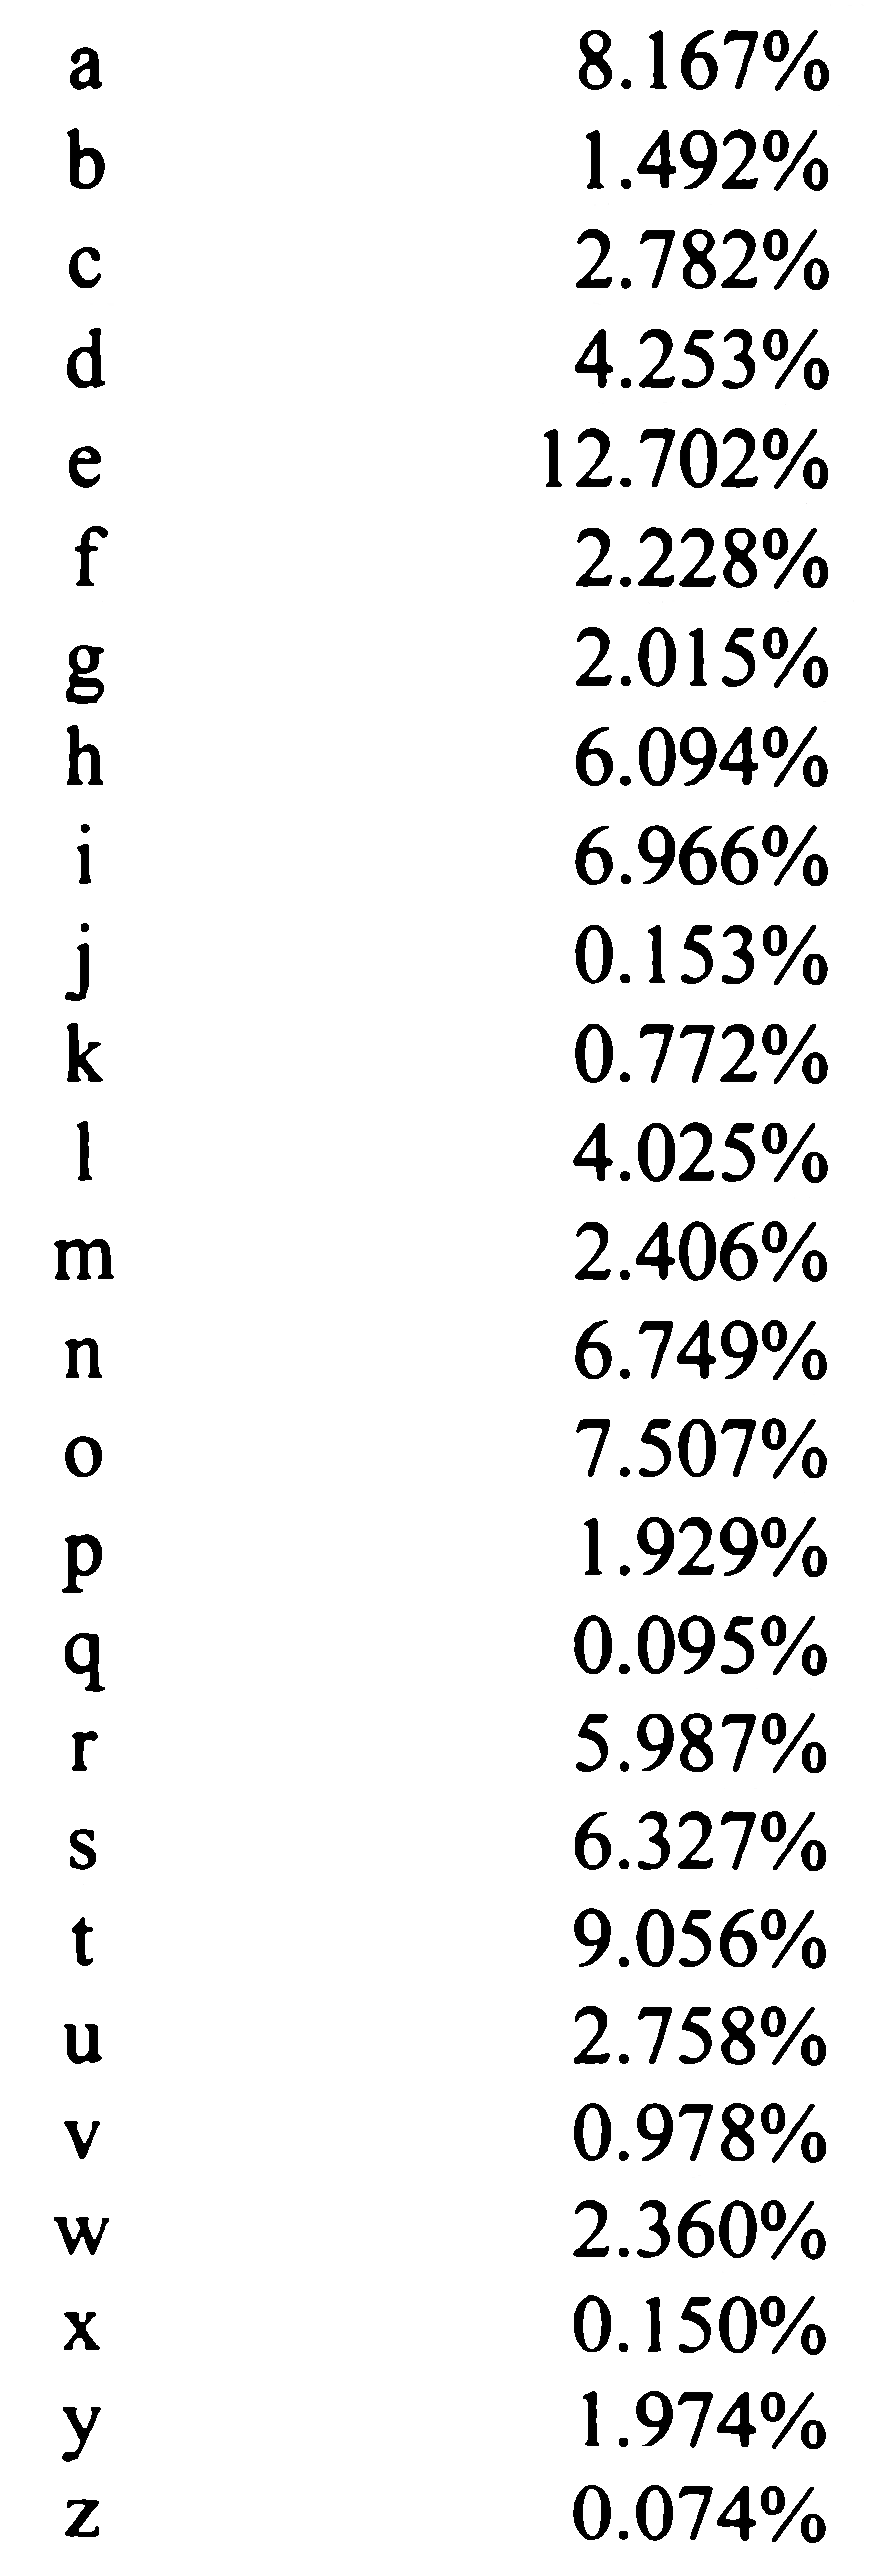 a 8.167%
b 1.492%
c 2.782%
d 4.253%
e 12.702%
f 2.228%
g 2.015%
h 6.094%
i 6.966%
j 0.153%
k 0.772%
l 4.025%
m 2.406%
n 6.749%
o 7.507%
p 1.929%
q 0.095%
r 5.987%
s 6.327%
t 9.056%
u 2.758%
v 0.978%
w 2.360%
x 0.150%
y 1.974%
z 0.074%